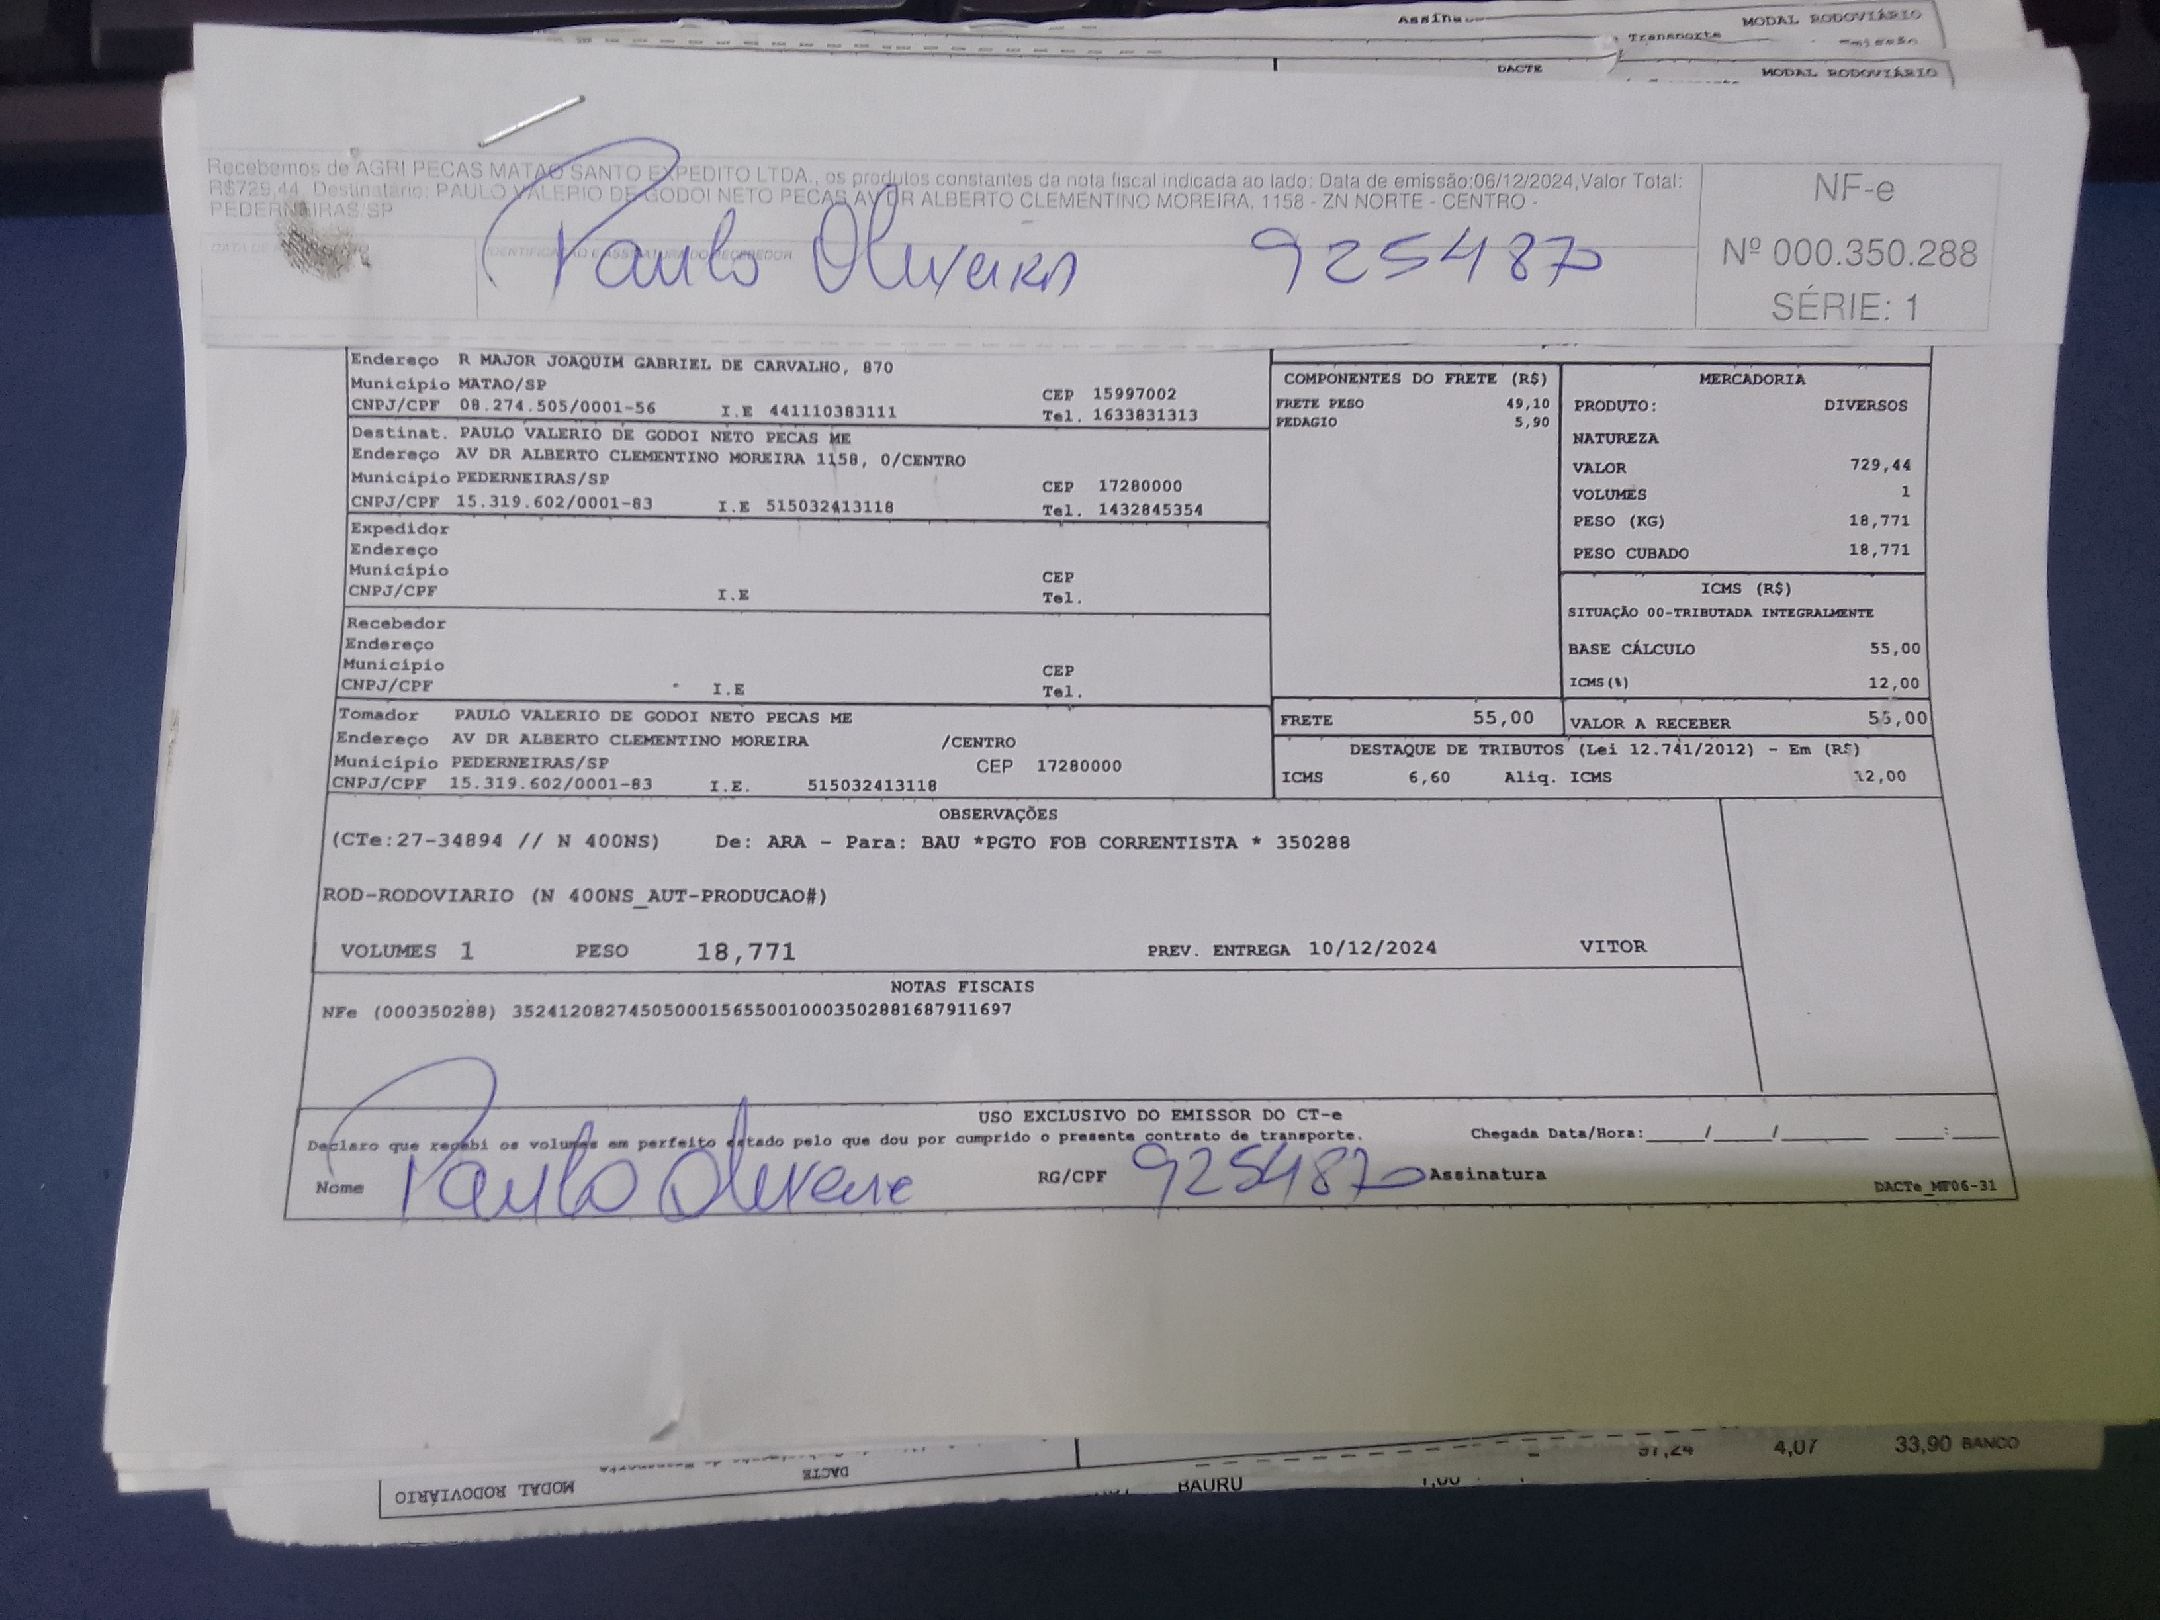 MODAL RODOVIÁRIO
Transporte
DACTE MODAL RODOVIÁRIO
Recebemos de AGRI PECAS MATAO SANTO EXPEDITO LTDA., os produtos constantes da nota fiscal indicada ao lado: Data de emissão:06/12/2024,Valor Total:
R$729,44 Destinatário: PAULO VALERIO DE GODOI NETO PECAS AV DR ALBERTO CLEMENTINO MOREIRA, 1158 - ZN NORTE - CENTRO -
PEDERNEIRAS/SP
NF-e
Nº 000.350.288
SÉRIE: 1
IDENTIFICAÇÃO E ASSINATURA DO RECEBEDOR
Paulo Oliveira 9254870
Endereço R MAJOR JOAQUIM GABRIEL DE CARVALHO, 870
Município MATAO/SP CEP 15997002
CNPJ/CPF 08.274.505/0001-56 I.E 441110383111 Tel. 1633831313
Destinat. PAULO VALERIO DE GODOI NETO PECAS ME
Endereço AV DR ALBERTO CLEMENTINO MOREIRA 1158, 0/CENTRO
Município PEDERNEIRAS/SP CEP 17280000
CNPJ/CPF 15.319.602/0001-83 I.E 515032413118 Tel. 1432845354
Expedidor
Endereço
Município CEP
CNPJ/CPF I.E Tel.
Recebedor
Endereço
Município CEP
CNPJ/CPF I.E Tel.
Tomador PAULO VALERIO DE GODOI NETO PECAS ME
Endereço AV DR ALBERTO CLEMENTINO MOREIRA /CENTRO
Município PEDERNEIRAS/SP CEP 17280000
CNPJ/CPF 15.319.602/0001-83 I.E. 515032413118
COMPONENTES DO FRETE (R$)
FRETE PESO 49,10
PEDAGIO 5,90
MERCADORIA
PRODUTO: DIVERSOS
NATUREZA
VALOR 729,44
VOLUMES 1
PESO (KG) 18,771
PESO CUBADO 18,771
ICMS (R$)
SITUAÇÃO 00-TRIBUTADA INTEGRALMENTE
BASE CÁLCULO 55,00
ICMS(%) 12,00
FRETE 55,00 VALOR A RECEBER 55,00
DESTAQUE DE TRIBUTOS (Lei 12.741/2012) - Em (R$)
ICMS 6,60 Aliq. ICMS 12,00
OBSERVAÇÕES
(CTe:27-34894 // N 400NS) De: ARA - Para: BAU *PGTO FOB CORRENTISTA * 350288
ROD-RODOVIARIO (N 400NS_AUT-PRODUCAO#)
VOLUMES 1 PESO 18,771 PREV. ENTREGA 10/12/2024 VITOR
NOTAS FISCAIS
NFe (000350288) 35241208274505000156550010003502881687911697
USO EXCLUSIVO DO EMISSOR DO CT-e
Declaro que recebi os volumes em perfeito estado pelo que dou por cumprido o presente contrato de transporte. Chegada Data/Hora:____/____/______ ____:____
Nome Paulo Oliveira RG/CPF 9254870 Assinatura
DACTe_MF06-31
4,07 33,90 BANCO
BAURU
DACTE
MODAL RODOVIÁRIO